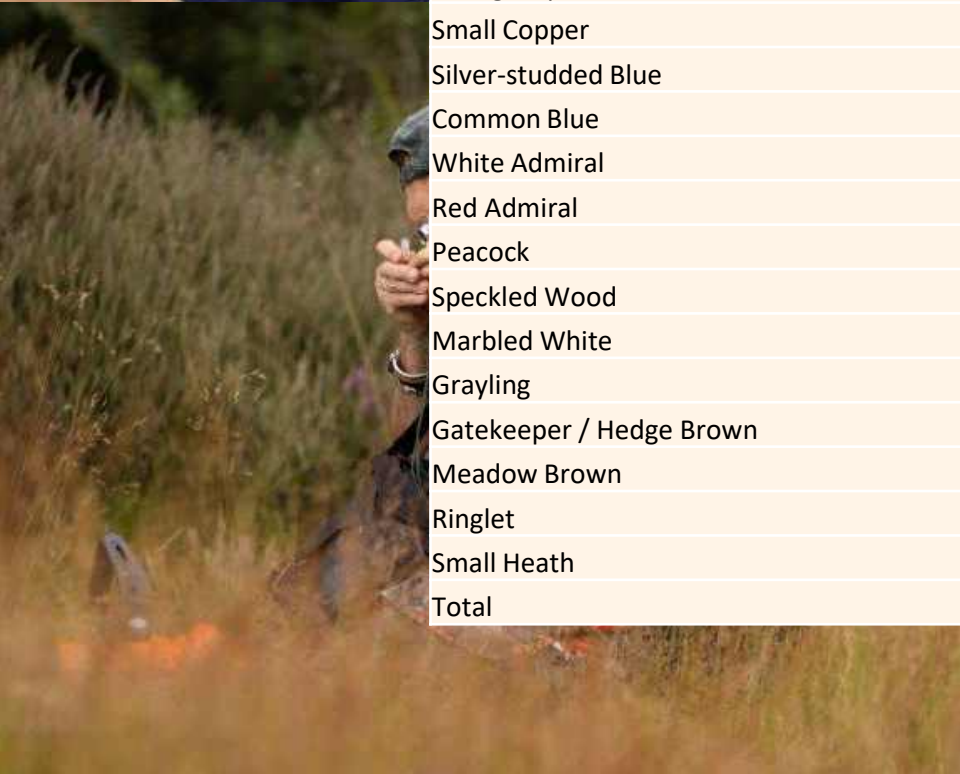 Small Copper
Silver-studded Blue
Common Blue
White Admiral
Red Admiral
Peacock
Speckled Wood
Marbled White
Grayling
Gatekeeper / Hedge Brown
Meadow Brown
Ringlet
Small Heath
Total